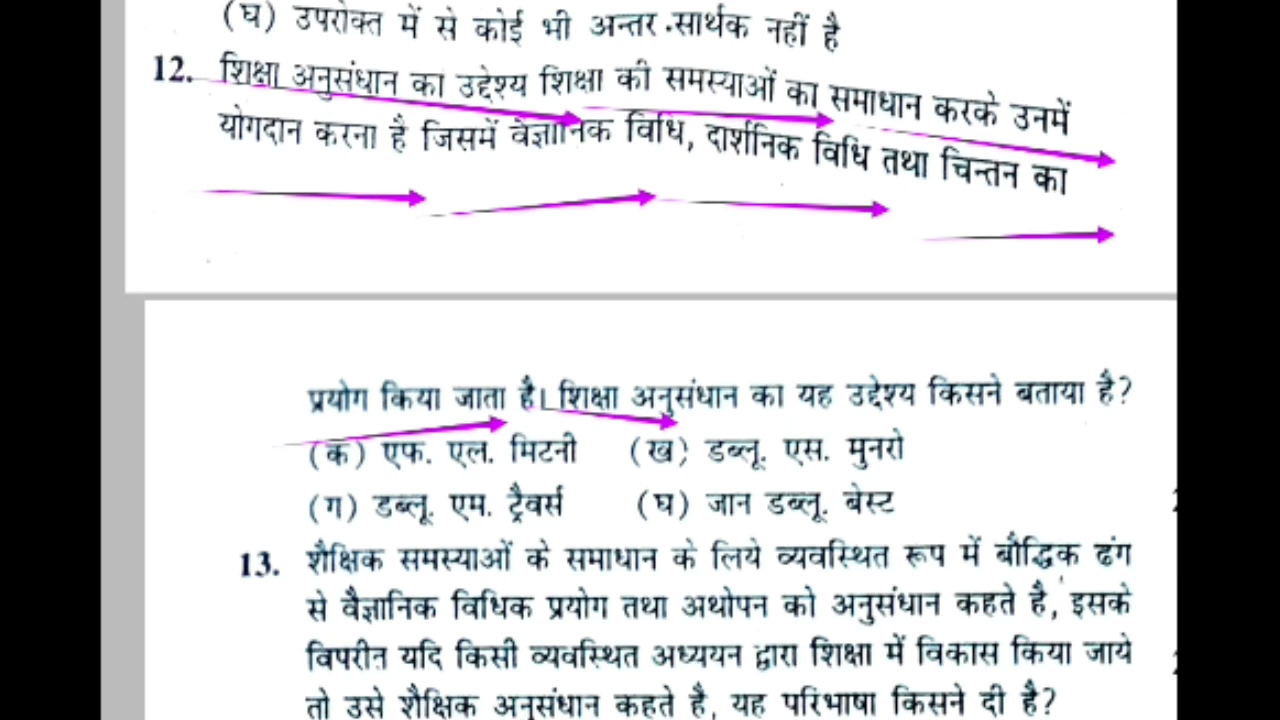 (घ) उपरोक्त में से कोई भी अन्तर सार्थक नहीं है
12. शिक्षा अनुसंधान का उद्देश्य शिक्षा की समस्याओं का समाधान करके उनमें
योगदान करना है जिसमें वैज्ञानिक विधि, दार्शनिक विधि तथा चिन्तन का
प्रयोग किया जाता है। शिक्षा अनुसंधान का यह उद्देश्य किसने बताया है?
(क) एफ. एल. मिटनी (ख) डब्लू. एस. मुनरो
(ग) डब्लू. एम. ट्रैवर्स (घ) जान डब्लू. बेस्ट
13. शैक्षिक समस्याओं के समाधान के लिये व्यवस्थित रूप में बौद्धिक ढंग
से वैज्ञानिक विधिक प्रयोग तथा अथोपन को अनुसंधान कहते है, इसके
विपरीत यदि किसी व्यवस्थित अध्ययन द्वारा शिक्षा में विकास किया जाये
तो उसे शैक्षिक अनुसंधान कहते है, यह परिभाषा किसने दी है?